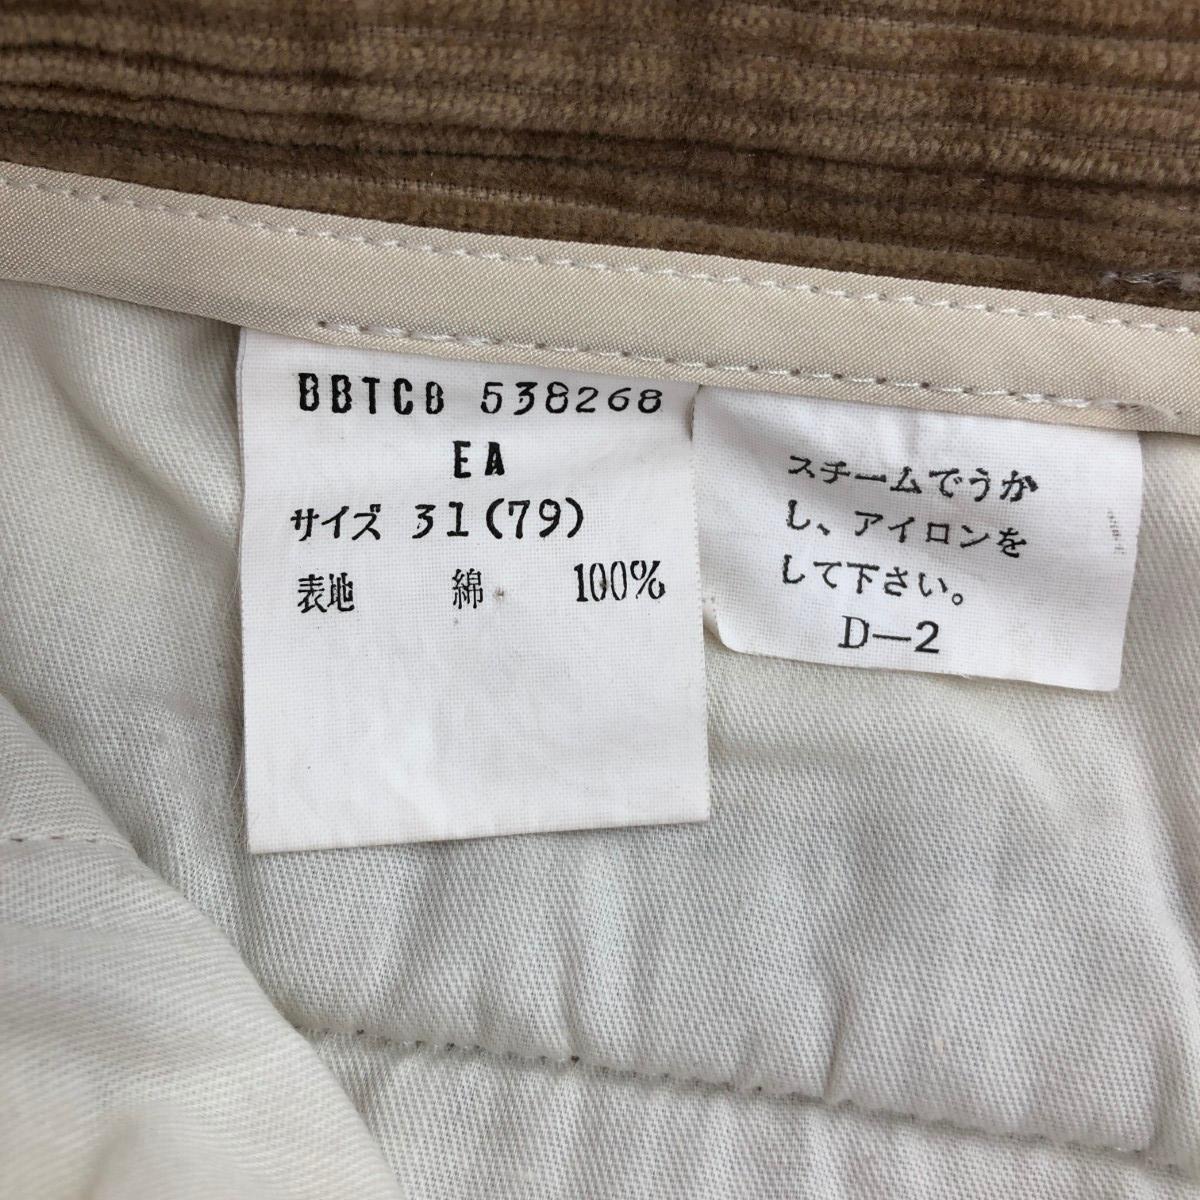 BBTCB 538268
EA
サイズ 31(79)
表地 綿 100%
スチームでうか
し、アイロンを
して下さい。
D—2